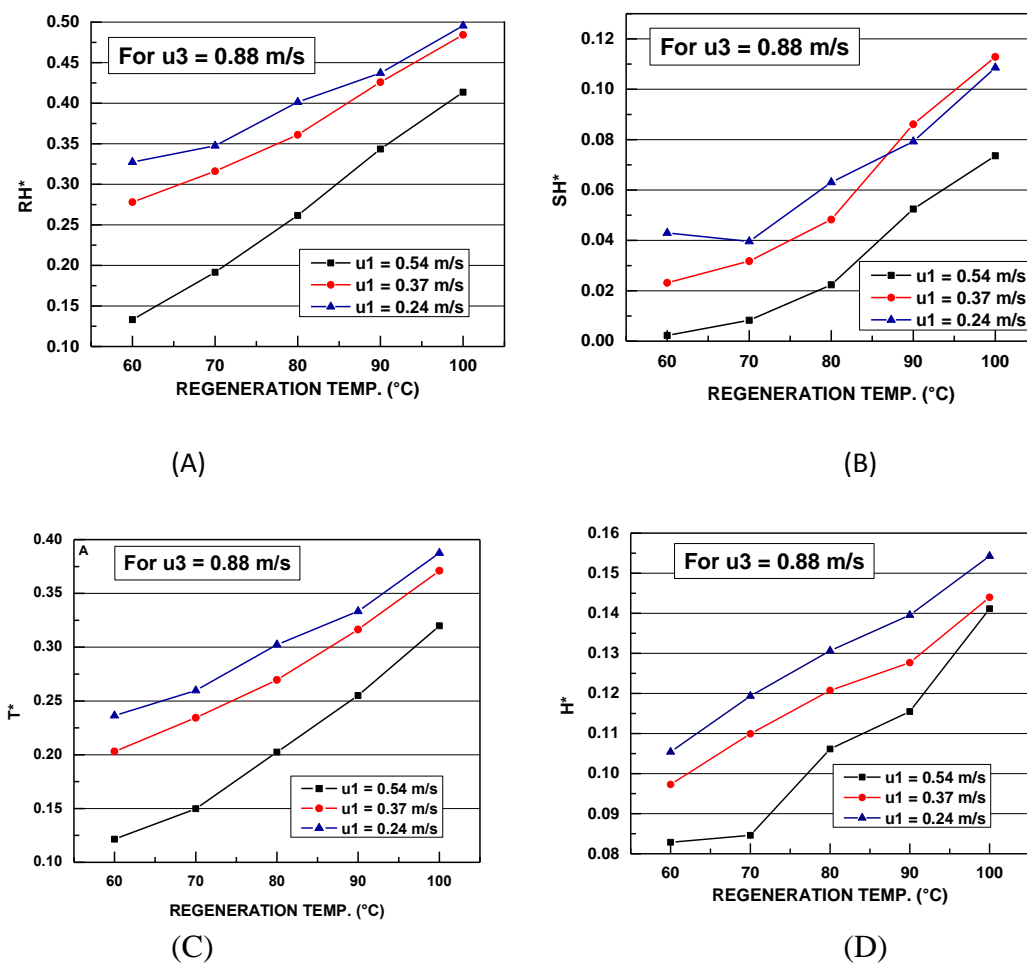 For u3 = 0.88 m/s
0.50
0.45
0.40
0.35
0.30
0.25
0.20
0.15
0.10
RH*
u1 = 0.54 m/s
u1 = 0.37 m/s
u1 = 0.24 m/s
60 70 80 90 100
REGENERATION TEMP. (°C)
(A)
For u3 = 0.88 m/s
0.12
0.10
0.08
0.06
0.04
0.02
0.00
SH*
u1 = 0.54 m/s
u1 = 0.37 m/s
u1 = 0.24 m/s
60 70 80 90 100
REGENERATION TEMP. (°C)
(B)
A
For u3 = 0.88 m/s
0.40
0.35
0.30
0.25
0.20
0.15
0.10
T*
u1 = 0.54 m/s
u1 = 0.37 m/s
u1 = 0.24 m/s
60 70 80 90 100
REGENERATION TEMP. (°C)
(C)
For u3 = 0.88 m/s
0.16
0.15
0.14
0.13
0.12
0.11
0.10
0.09
0.08
H*
u1 = 0.54 m/s
u1 = 0.37 m/s
u1 = 0.24 m/s
60 70 80 90 100
REGENERATION TEMP. (°C)
(D)